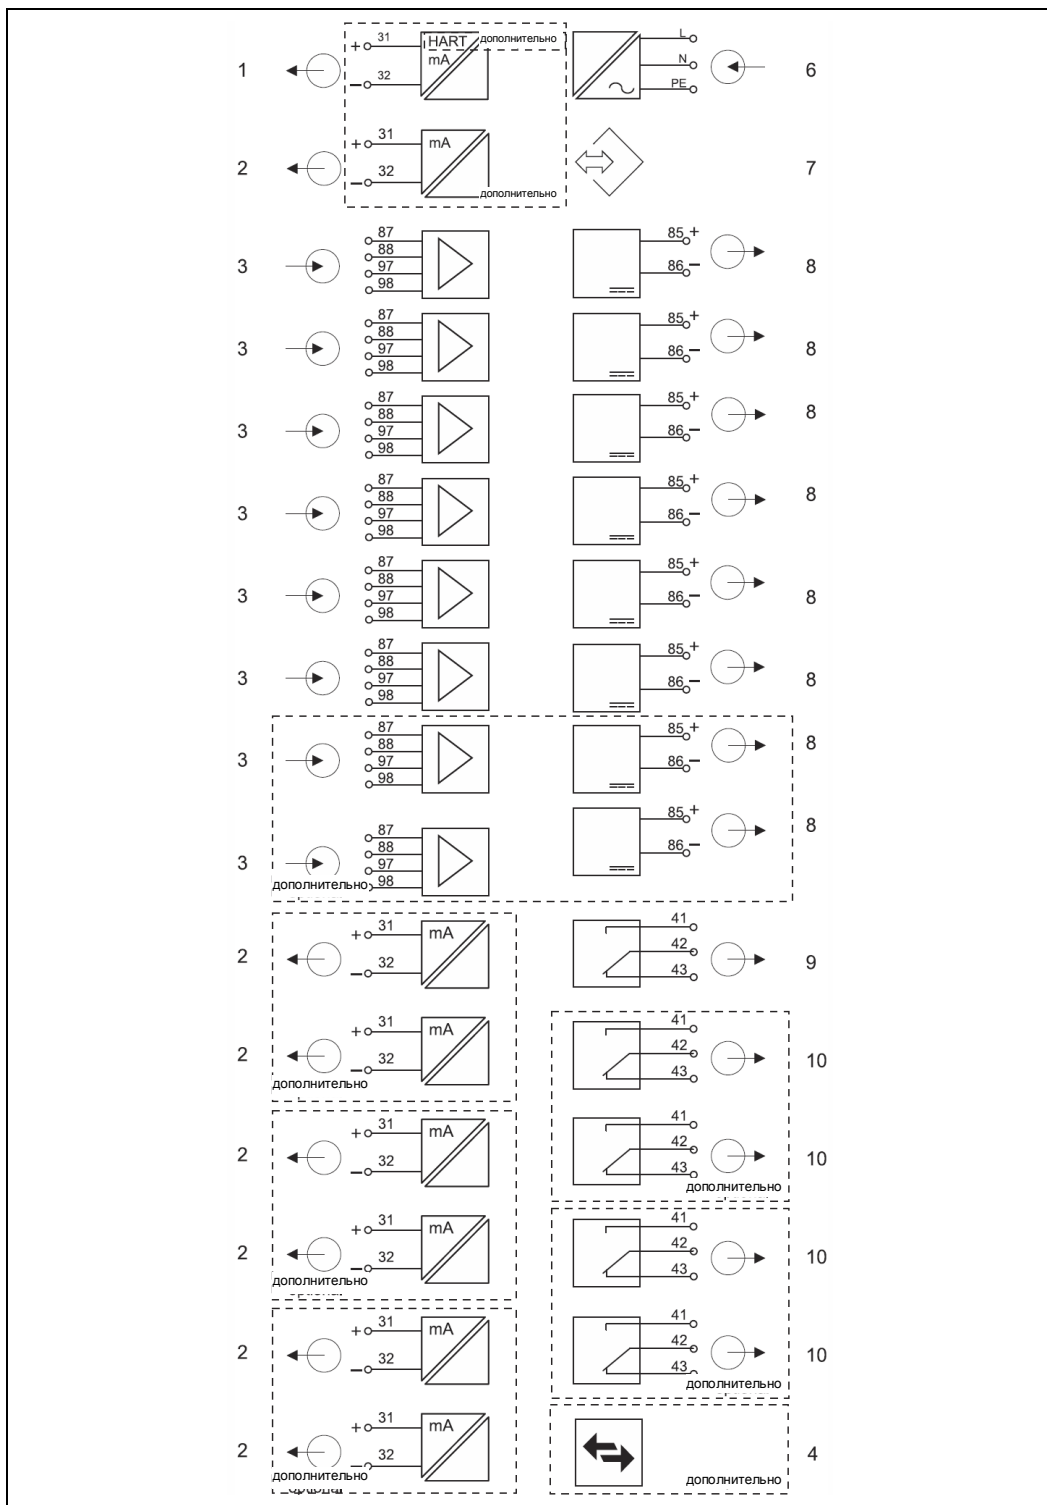 + 31 HART дополнительно
1 mA
− 32
L
N 6
PE
+ 31 mA
2 − 32 7
дополнительно
87
88
3 97
98
85 +
86 − 8
87
88
3 97
98
85 +
86 − 8
87
88
3 97
98
85 +
86 − 8
87
88
3 97
98
85 +
86 − 8
87
88
3 97
98
85 +
86 − 8
87
88
3 97
98
85 +
86 − 8
87
88
3 97
98
85 +
86 − 8
87
88
3 97
дополнительно 98
85 +
86 − 8
+ 31 mA
2 − 32
41
42
43 9
+ 31 mA
2 − 32
дополнительно
41
42
43 10
+ 31 mA
2 − 32
41
42
43 10
дополнительно
+ 31 mA
2 − 32
дополнительно
41
42
43 10
+ 31 mA
2 − 32
41
42
43 10
дополнительно
+ 31 mA
2 − 32
дополнительно
4
дополнительно